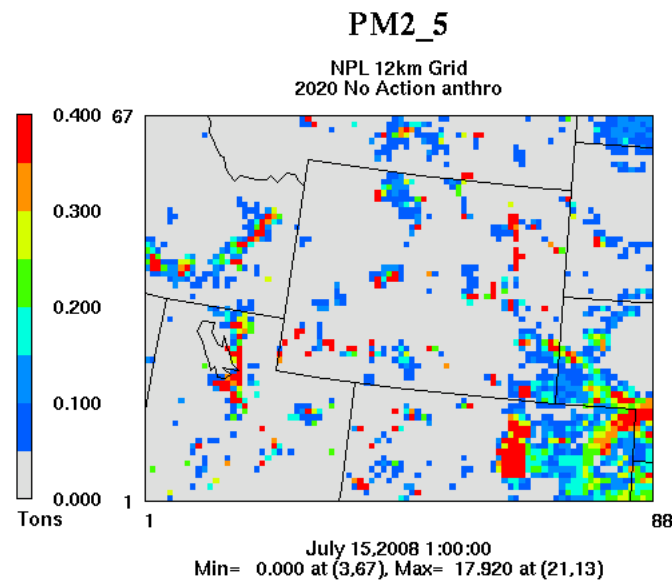 PM2_5
NPL 12km Grid
2020 No Action anthro
0.400
0.300
0.200
0.100
0.000
Tons
67
1
1
88
July 15,2008 1:00:00
Min= 0.000 at (3,67), Max= 17.920 at (21,13)